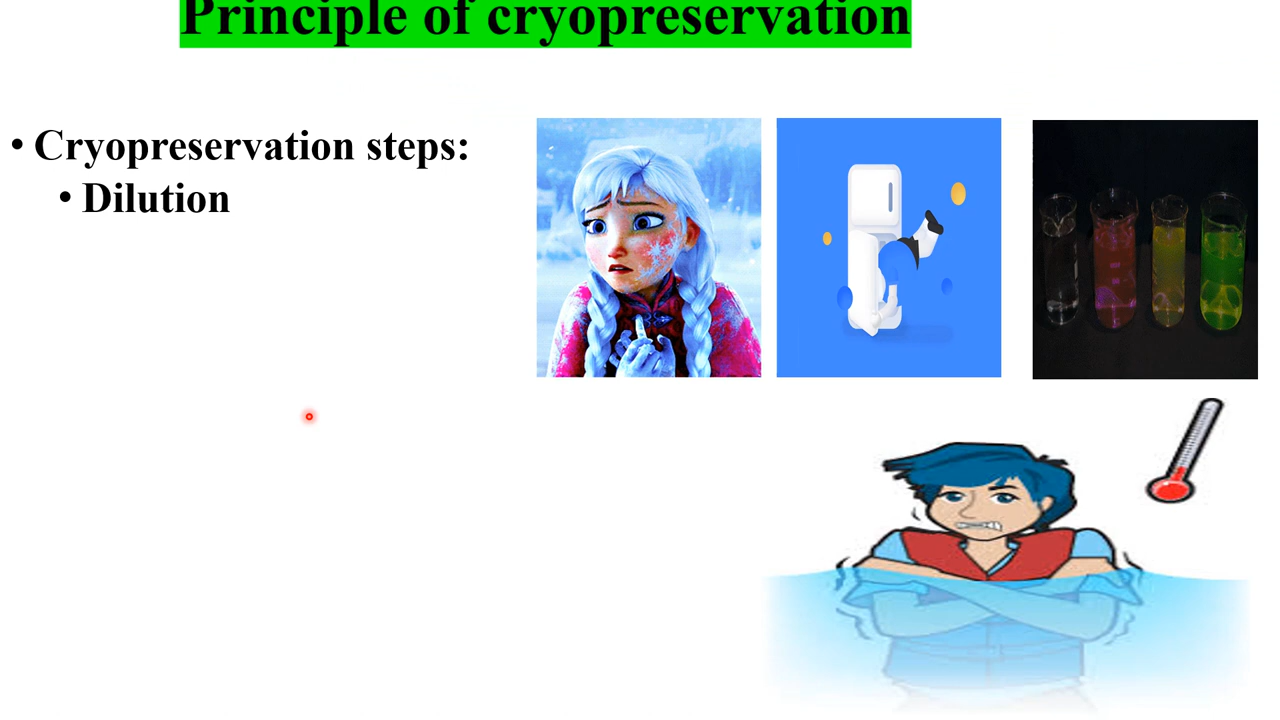 Principle of cryopreservation
• Cryopreservation steps:
• Dilution